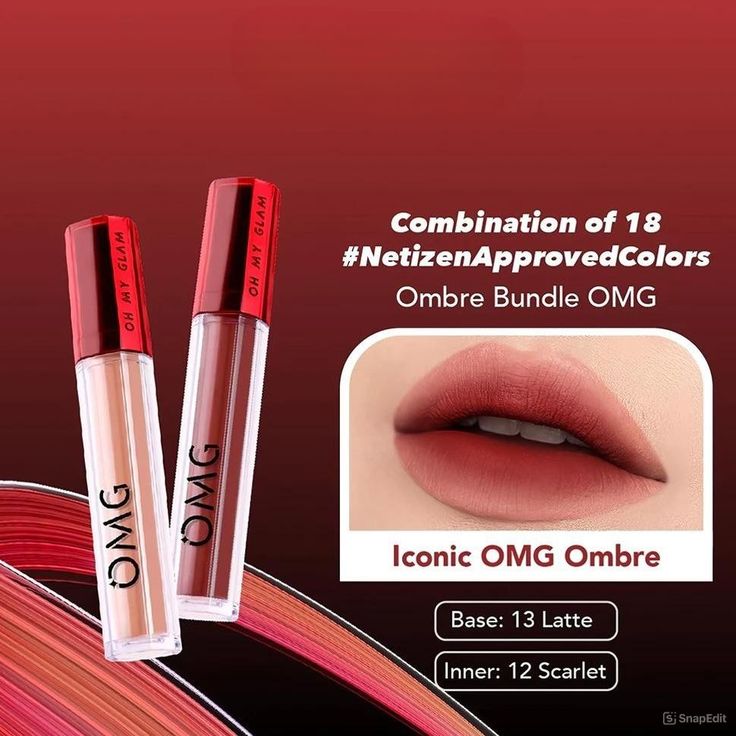 OH MY GLAM
OMG
OH MY GLAM
OMG
Combination of 18
#NetizenApprovedColors
Ombre Bundle OMG
Iconic OMG Ombre
Base: 13 Latte
Inner: 12 Scarlet
SnapEdit